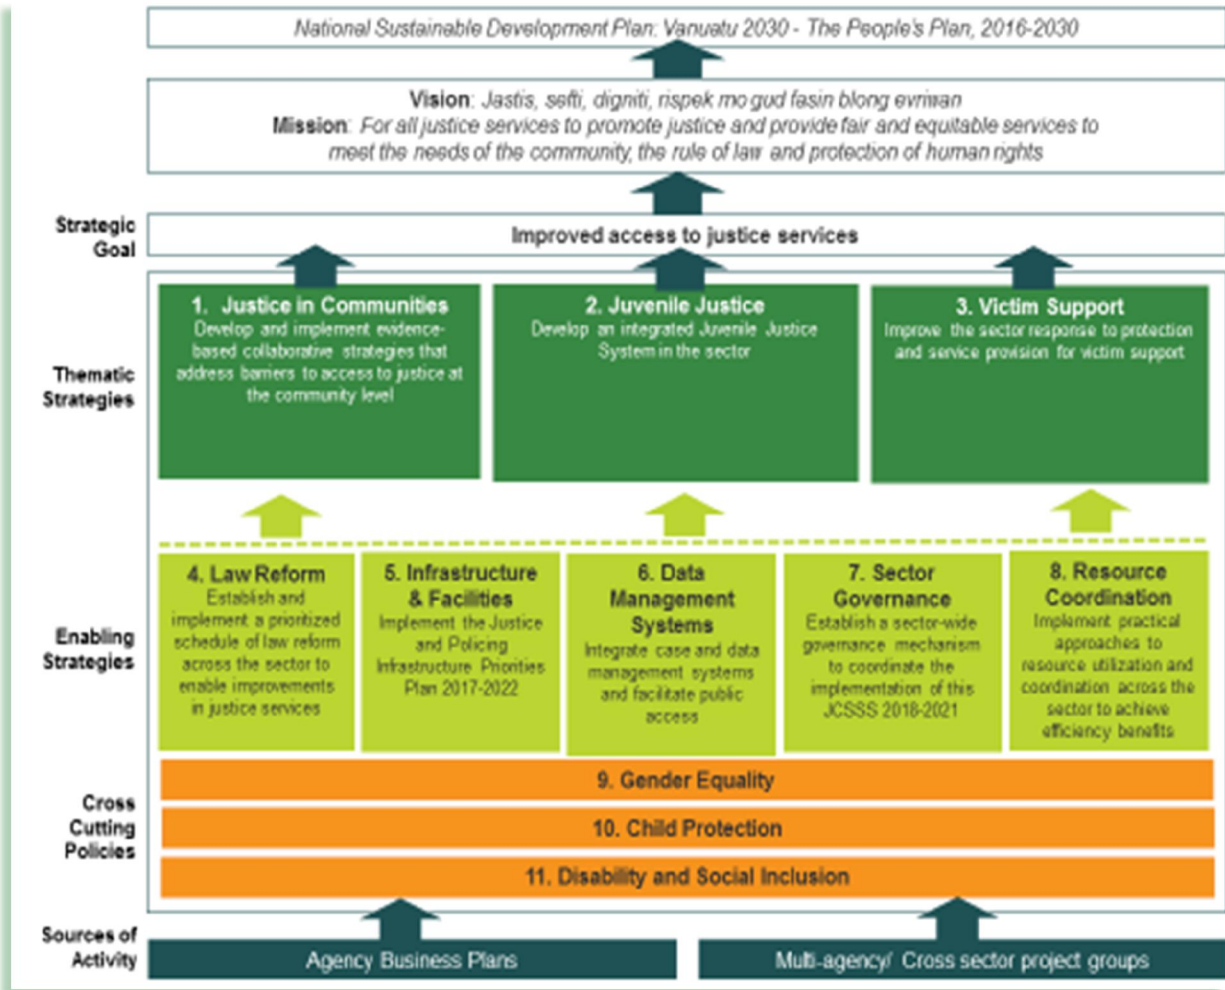 National Sustainable Development Plan: Vanuatu 2030 - The People's Plan, 2016-2030
Vision: Jastis, sefti, digniti, rispek mo gud fasin blong evriwan
Mission: For all justice services to promote justice and provide fair and equitable services to
meet the needs of the community, the rule of law and protection of human rights
Strategic
Goal
Improved access to justice services
Thematic
Strategies
1. Justice in Communities
Develop and implement evidence-
based collaborative strategies that
address barriers to access to justice at
the community level
2. Juvenile Justice
Develop an integrated Juvenile Justice
System in the sector
3. Victim Support
Improve the sector response to protection
and service provision for victim support
Enabling
Strategies
4. Law Reform
Establish and
implement a prioritized
schedule of law reform
across the sector to
enable improvements
in justice services
5. Infrastructure
& Facilities
Implement the Justice
and Policing
Infrastructure Priorities
Plan 2017-2022
6. Data
Management
Systems
Integrate case and data
management systems
and facilitate public
access
7. Sector
Governance
Establish a sector-wide
governance mechanism
to coordinate the
implementation of this
JCSSS 2018-2021
8. Resource
Coordination
Implement practical
approaches to
resource utilization and
coordination across the
sector to achieve
efficiency benefits
Cross
Cutting
Policies
9. Gender Equality
10. Child Protection
11. Disability and Social Inclusion
Sources of
Activity
Agency Business Plans
Multi-agency/ Cross sector project groups